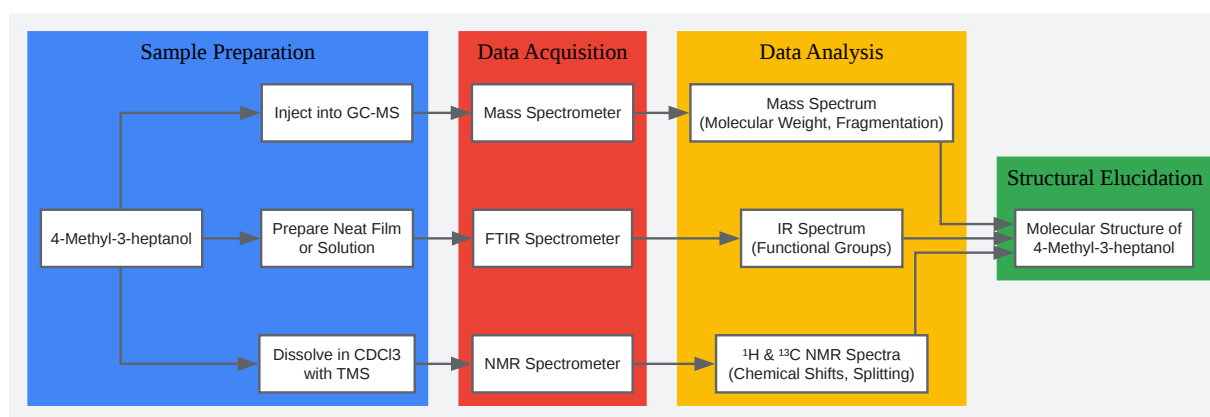 Sample Preparation
Data Acquisition
Data Analysis
Inject into GC-MS
Mass Spectrometer
Mass Spectrum
(Molecular Weight, Fragmentation)
Structural Elucidation
4-Methyl-3-heptanol
Prepare Neat Film
or Solution
FTIR Spectrometer
IR Spectrum
(Functional Groups)
Molecular Structure of
4-Methyl-3-heptanol
Dissolve in CDCl3
with TMS
NMR Spectrometer
¹H & ¹³C NMR Spectra
(Chemical Shifts, Splitting)